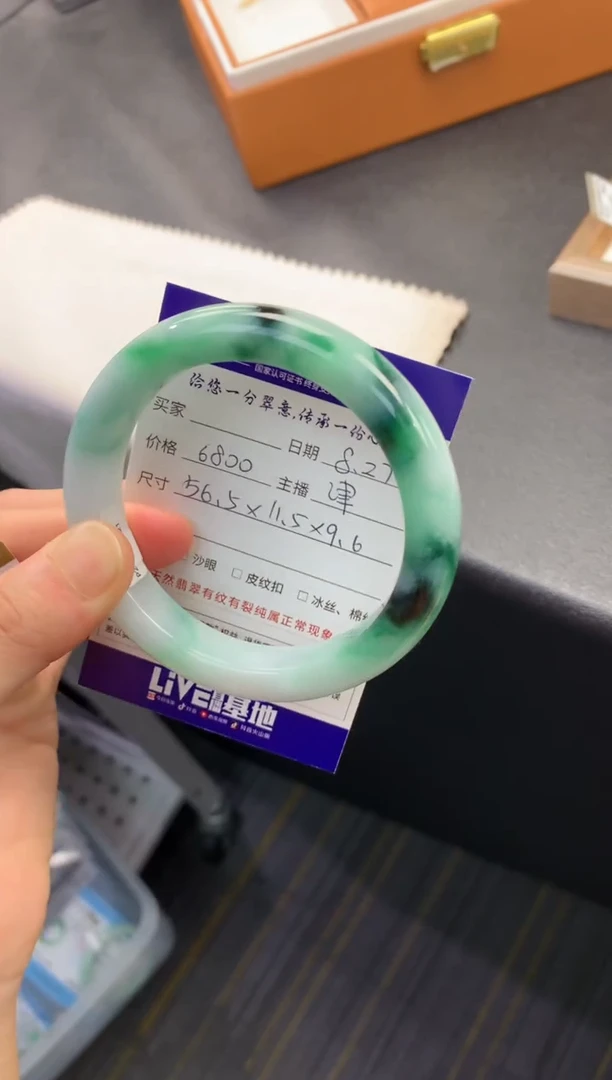 国家认可证书
给您一分翠意,传承一份
买家
日期 8.27
价格 6800
主播 津
尺寸 56.5×11.5×9.6
沙眼 □ 皮纹扣 □ 冰丝、棉
天然翡翠有纹有裂纯属正常现象
LIVE 基地